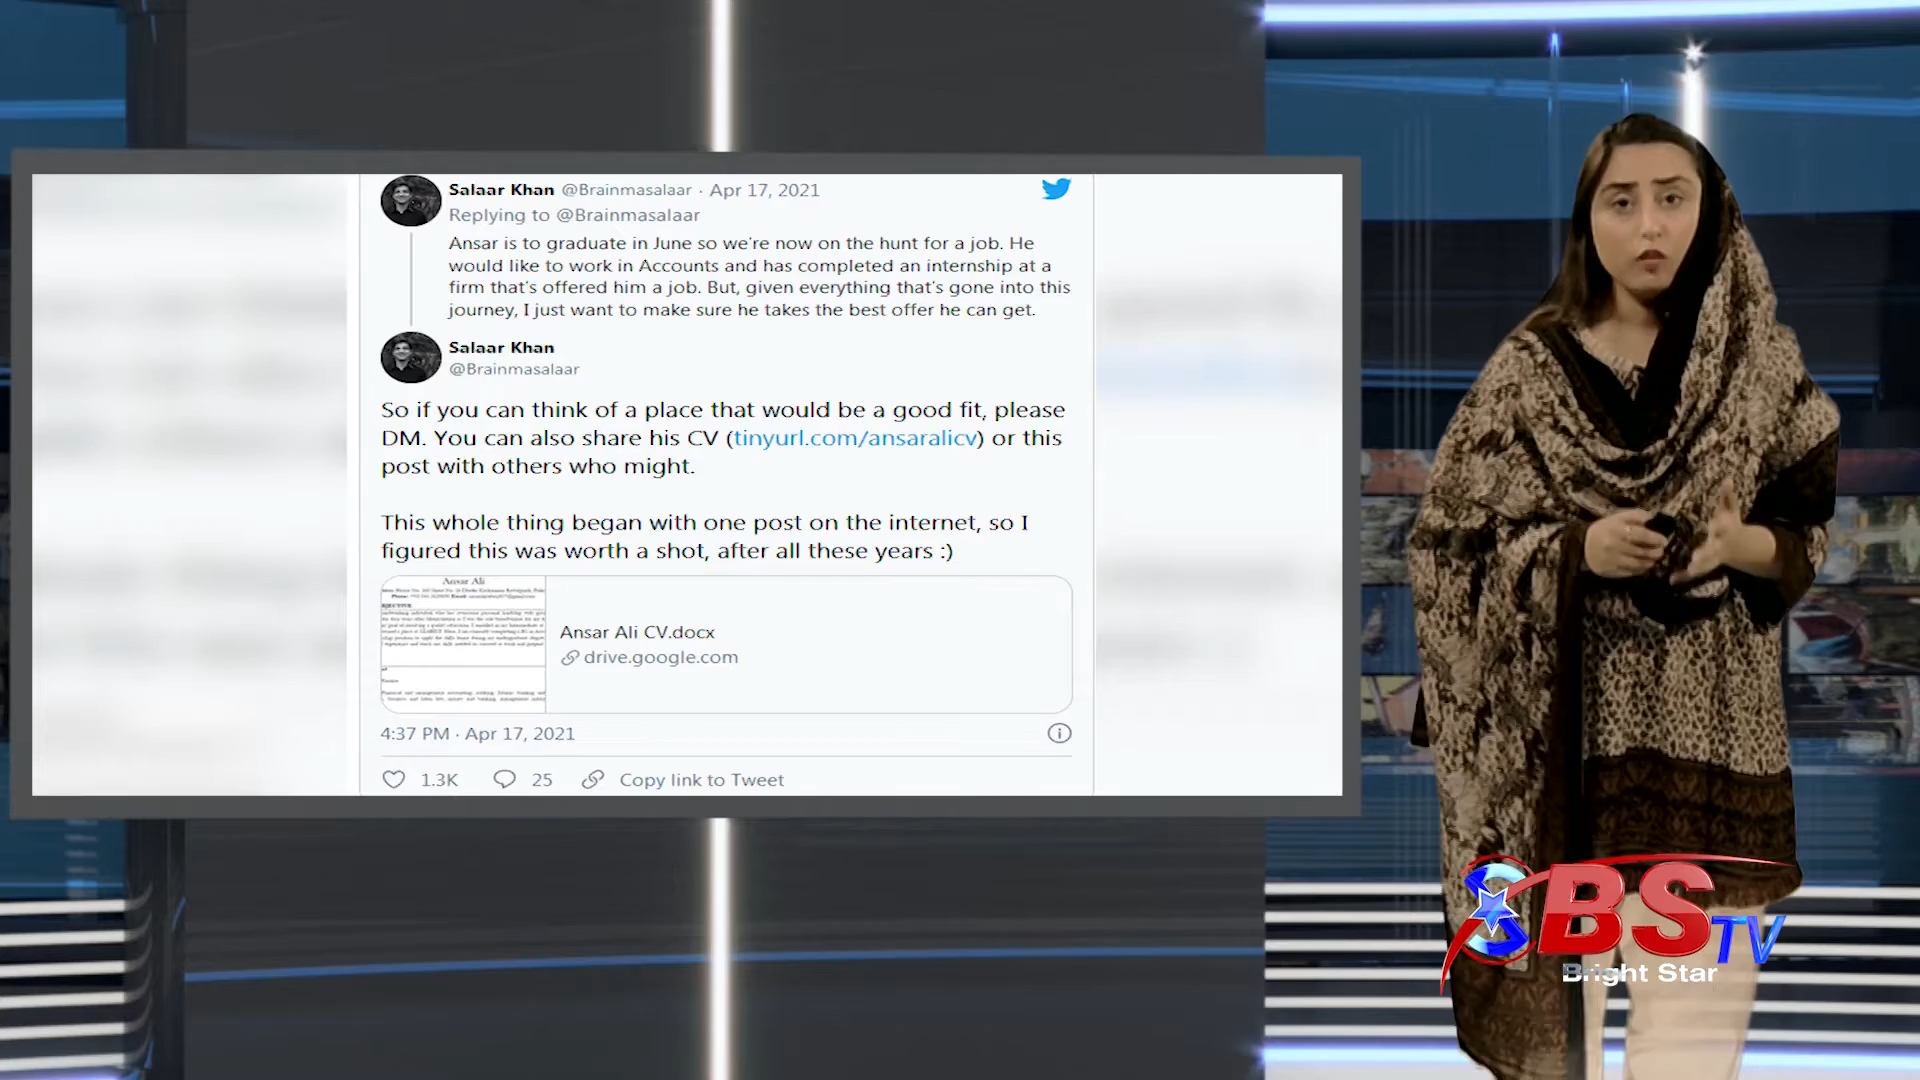 Salaar Khan @Brainmasalaar · Apr 17, 2021
Replying to @Brainmasalaar
Ansar is to graduate in June so we're now on the hunt for a job. He
would like to work in Accounts and has completed an internship at a
firm that's offered him a job. But, given everything that's gone into this
journey, I just want to make sure he takes the best offer he can get.
Salaar Khan
@Brainmasalaar
So if you can think of a place that would be a good fit, please
DM. You can also share his CV (tinyurl.com/ansaralicv) or this
post with others who might.
This whole thing began with one post on the internet, so I
figured this was worth a shot, after all these years :)
Ansar Ali
Ansar Ali CV.docx
drive.google.com
4:37 PM · Apr 17, 2021
1.3K 25 Copy link to Tweet
BS TV
Bright Star